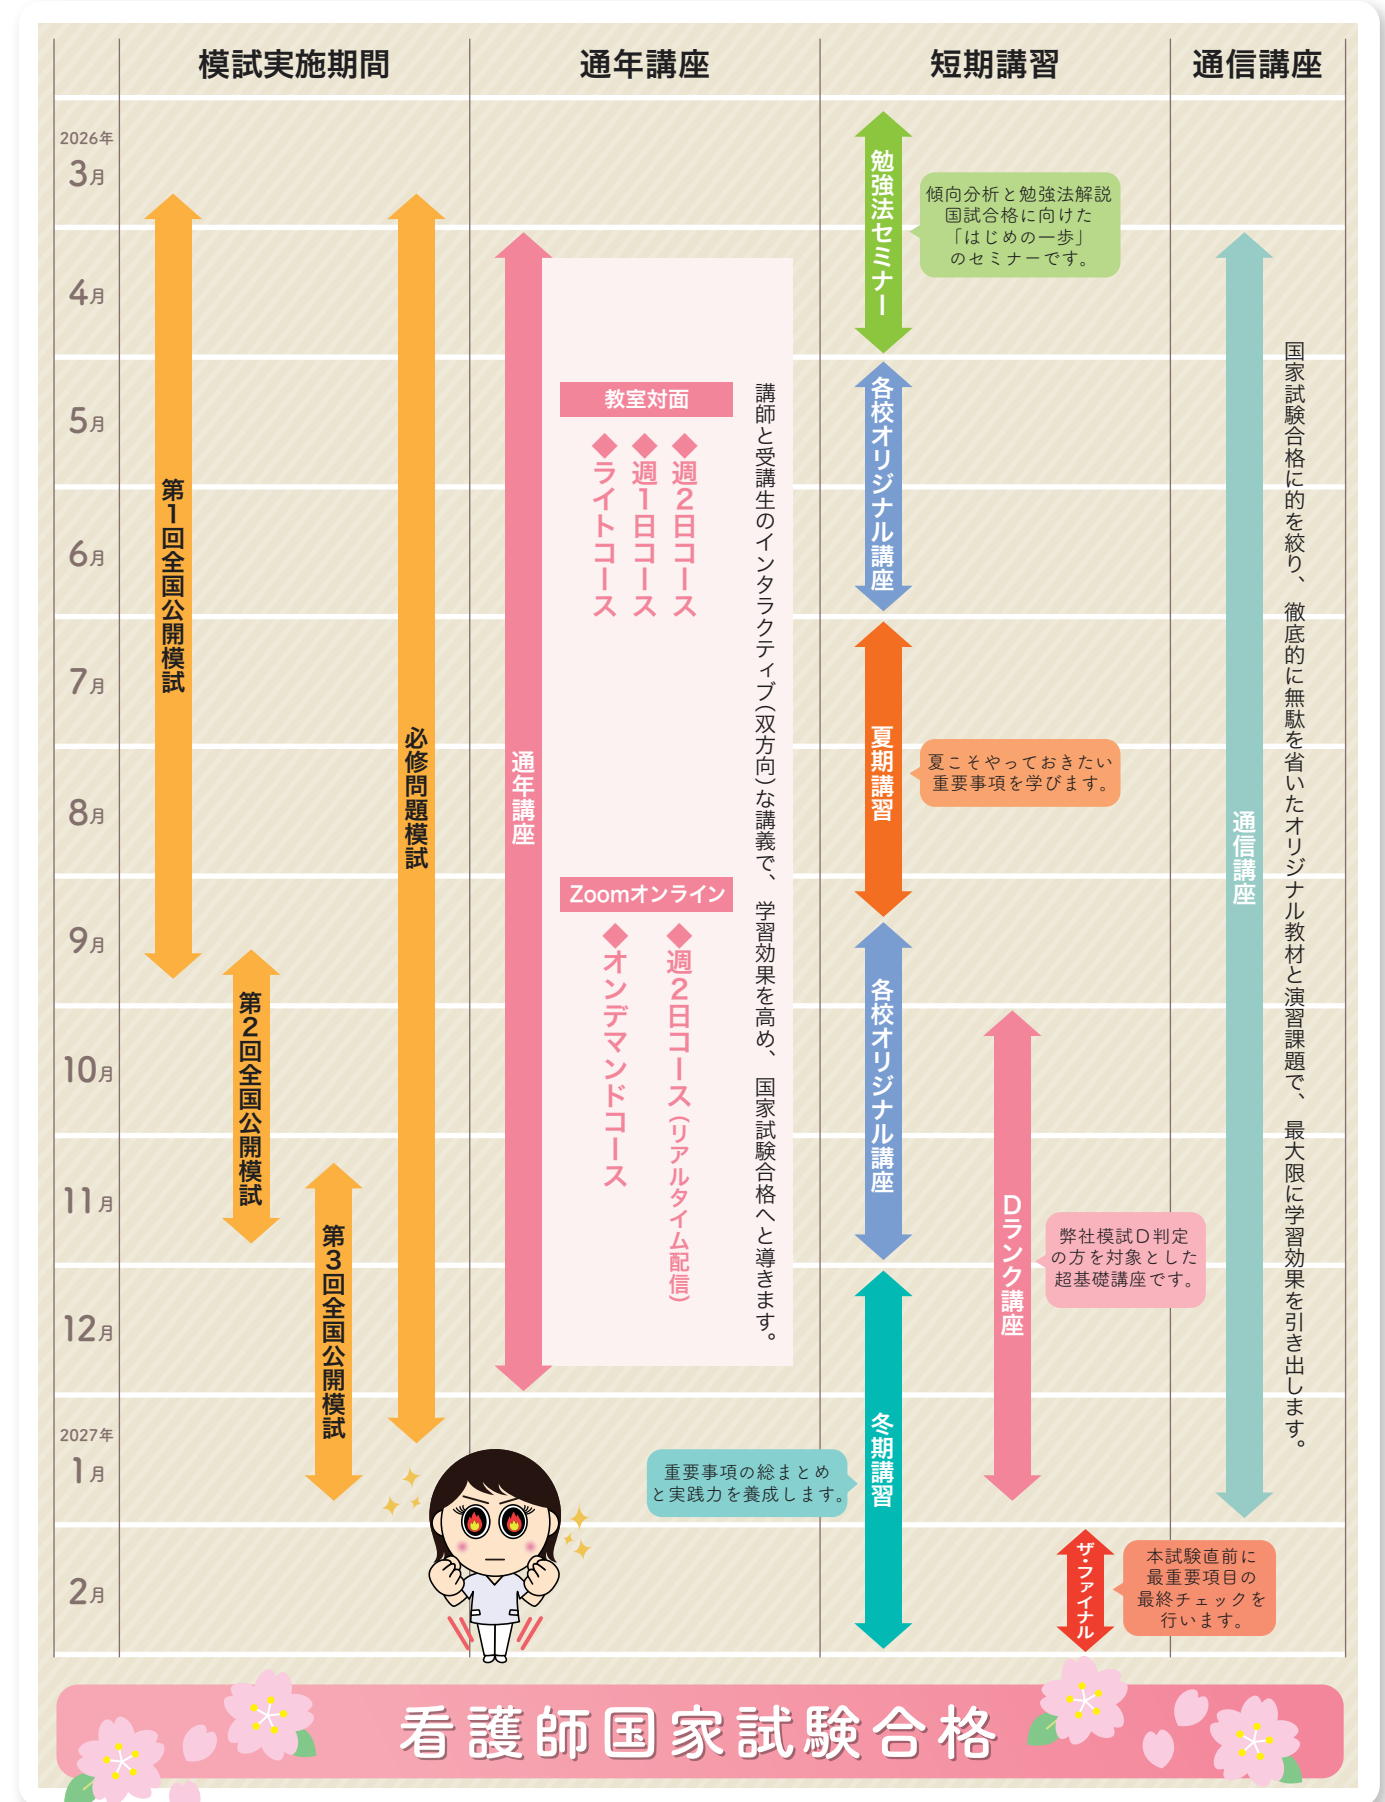 模試実施期間
通年講座
短期講習
通信講座
2026年
3月
4月
5月
6月
7月
8月
9月
10月
11月
12月
2027年
1月
2月
第1回全国公開模試
第2回全国公開模試
第3回全国公開模試
必修問題模試
通年講座
教室対面
◆週2日コース
◆週1日コース
◆ライトコース
Zoomオンライン
◆週2日コース(リアルタイム配信)
◆オンデマンドコース
講師と受講生のインタラクティブ(双方向)な講義で、学習効果を高め、国家試験合格へと導きます。
勉強法セミナー
傾向分析と勉強法解説
国試合格に向けた
「はじめの一歩」
のセミナーです。
各校オリジナル講座
夏期講習
夏こそやっておきたい
重要事項を学びます。
各校オリジナル講座
Dランク講座
弊社模試D判定
の方を対象とした
超基礎講座です。
冬期講習
重要事項の総まとめ
と実践力を養成します。
ザ・ファイナル
本試験直前に
最重要項目の
最終チェックを
行います。
通信講座
国家試験合格に的を絞り、徹底的に無駄を省いたオリジナル教材と演習課題で、最大限に学習効果を引き出します。
看護師国家試験合格